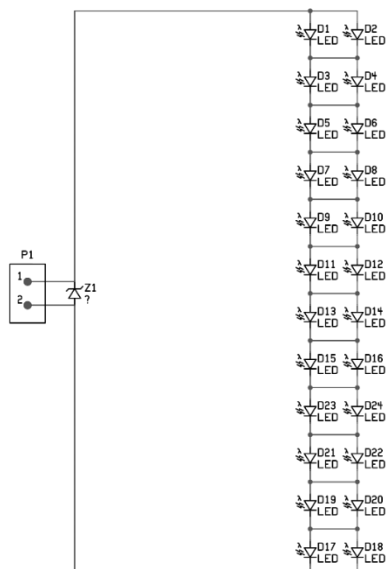 D1 D2
LED LED
D3 D4
LED LED
D5 D6
LED LED
D7 D8
LED LED
D9 D10
LED LED
P1
D11 D12
1 LED LED
Z1
2 ?
D13 D14
LED LED
D15 D16
LED LED
D23 D24
LED LED
D21 D22
LED LED
D19 D20
LED LED
D17 D18
LED LED